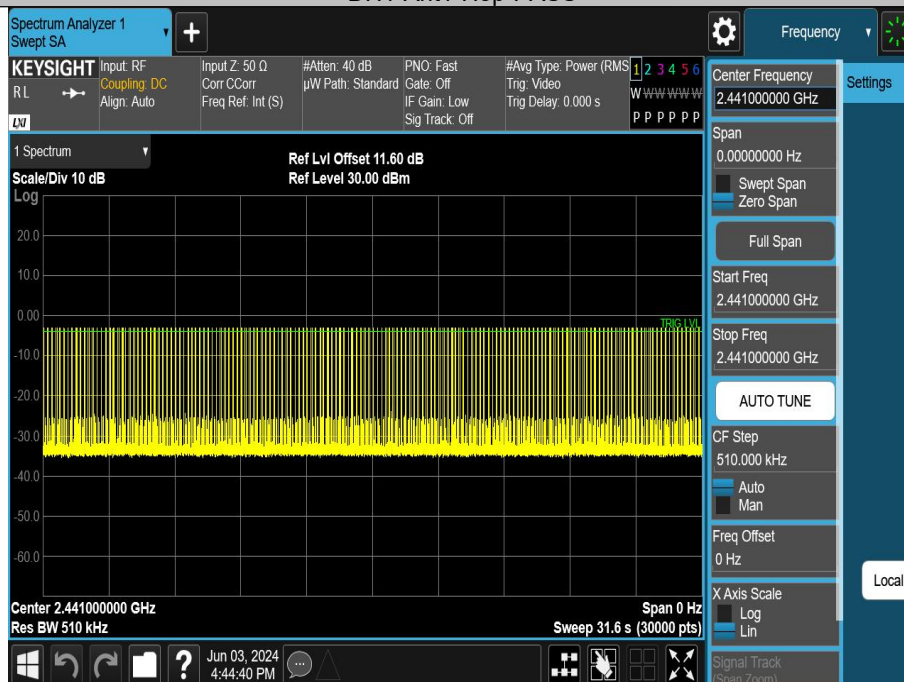 Spectrum Analyzer 1
Swept SA
+
Frequency
KEYSIGHT
RL
LXI
Input: RF
Coupling: DC
Align: Auto
Input Z: 50 Ω
Corr CCorr
Freq Ref: Int (S)
#Atten: 40 dB
µW Path: Standard
PNO: Fast
Gate: Off
IF Gain: Low
Sig Track: Off
#Avg Type: Power (RMS
Trig: Video
Trig Delay: 0.000 s
1 2 3 4 5 6
W W W W W W
P P P P P P
1 Spectrum
Scale/Div 10 dB
Ref Lvl Offset 11.60 dB
Ref Level 30.00 dBm
Log
20.0
10.0
0.00
TRIG LVL
-10.0
-20.0
-30.0
-40.0
-50.0
-60.0
Center 2.441000000 GHz
Res BW 510 kHz
Span 0 Hz
Sweep 31.6 s (30000 pts)
Jun 03, 2024
4:44:40 PM
?
Center Frequency
2.441000000 GHz
Span
0.00000000 Hz
Swept Span
Zero Span
Full Span
Start Freq
2.441000000 GHz
Stop Freq
2.441000000 GHz
AUTO TUNE
CF Step
510.000 kHz
Auto
Man
Freq Offset
0 Hz
X Axis Scale
Log
Lin
Signal Track
(Span Zoom)
Settings
Local